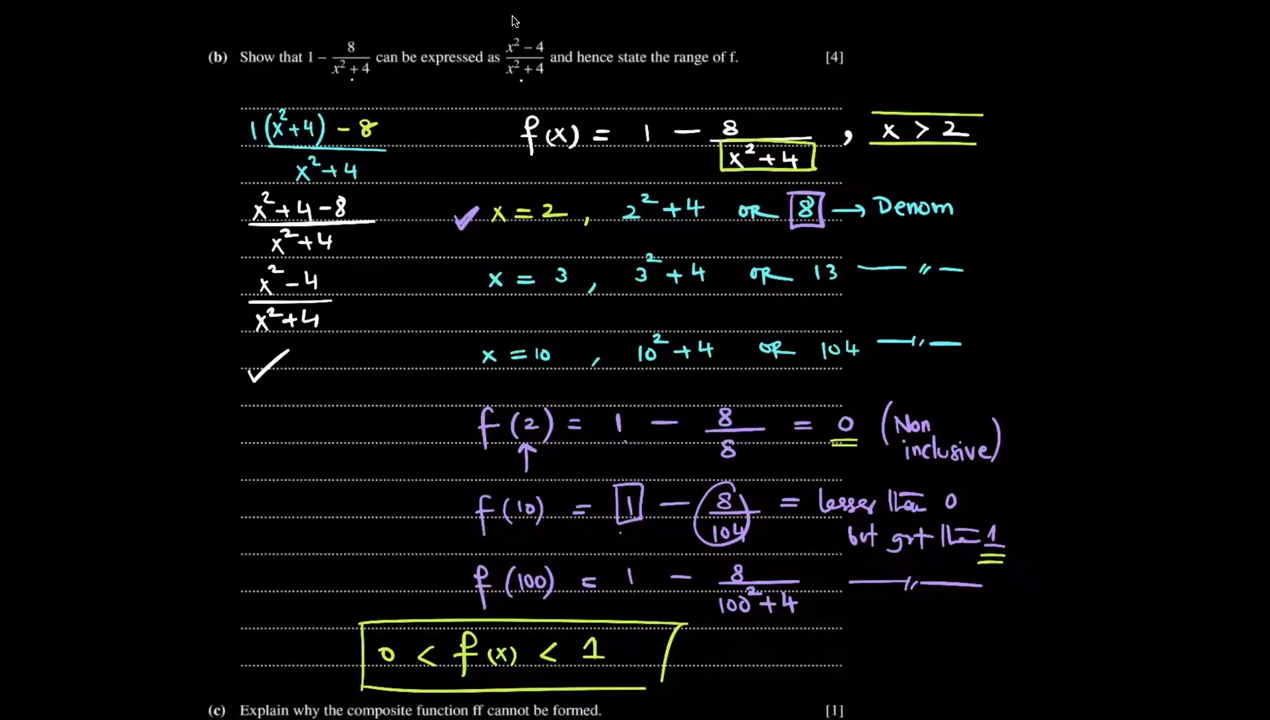 (b) Show that 1 − 8/(x² + 4) can be expressed as (x² − 4)/(x² + 4) and hence state the range of f. [4]
(1(x²+4) − 8)/(x²+4)
(x²+4−8)/(x²+4)
(x²−4)/(x²+4)
✓
f(x) = 1 − 8/(x²+4) , x > 2
✓ x = 2 , 2²+4 OR 8 → Denom
x = 3 , 3²+4 OR 13 —〃—
x = 10 , 10²+4 OR 104 —〃—
f(2) = 1 − 8/8 = 0 (Non
inclusive)
↑
f(10) = 1 − 8/104 = lesser than 0
but grt than 1
f(100) = 1 − 8/(100²+4) —〃—
0 < f(x) < 1
(c) Explain why the composite function ff cannot be formed. [1]